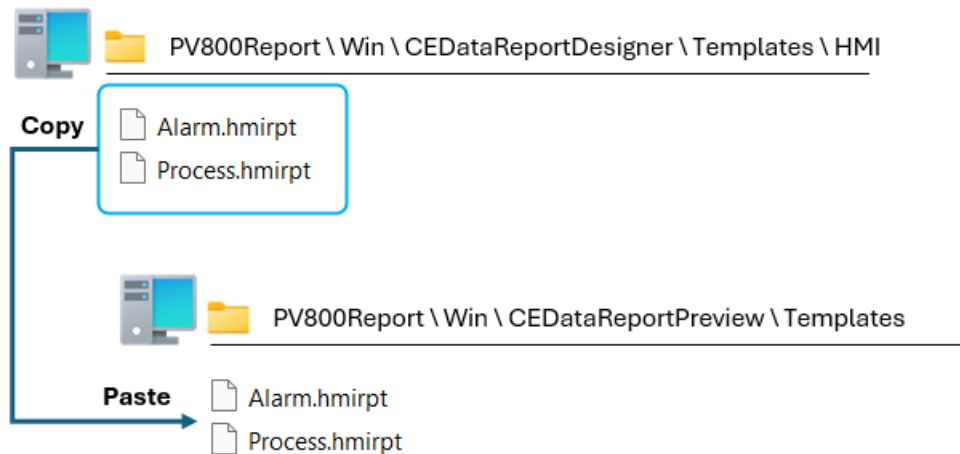 PV800Report \ Win \ CEDataReportDesigner \ Templates \ HMI
Copy
Alarm.hmirpt
Process.hmirpt
PV800Report \ Win \ CEDataReportPreview \ Templates
Paste
Alarm.hmirpt
Process.hmirpt